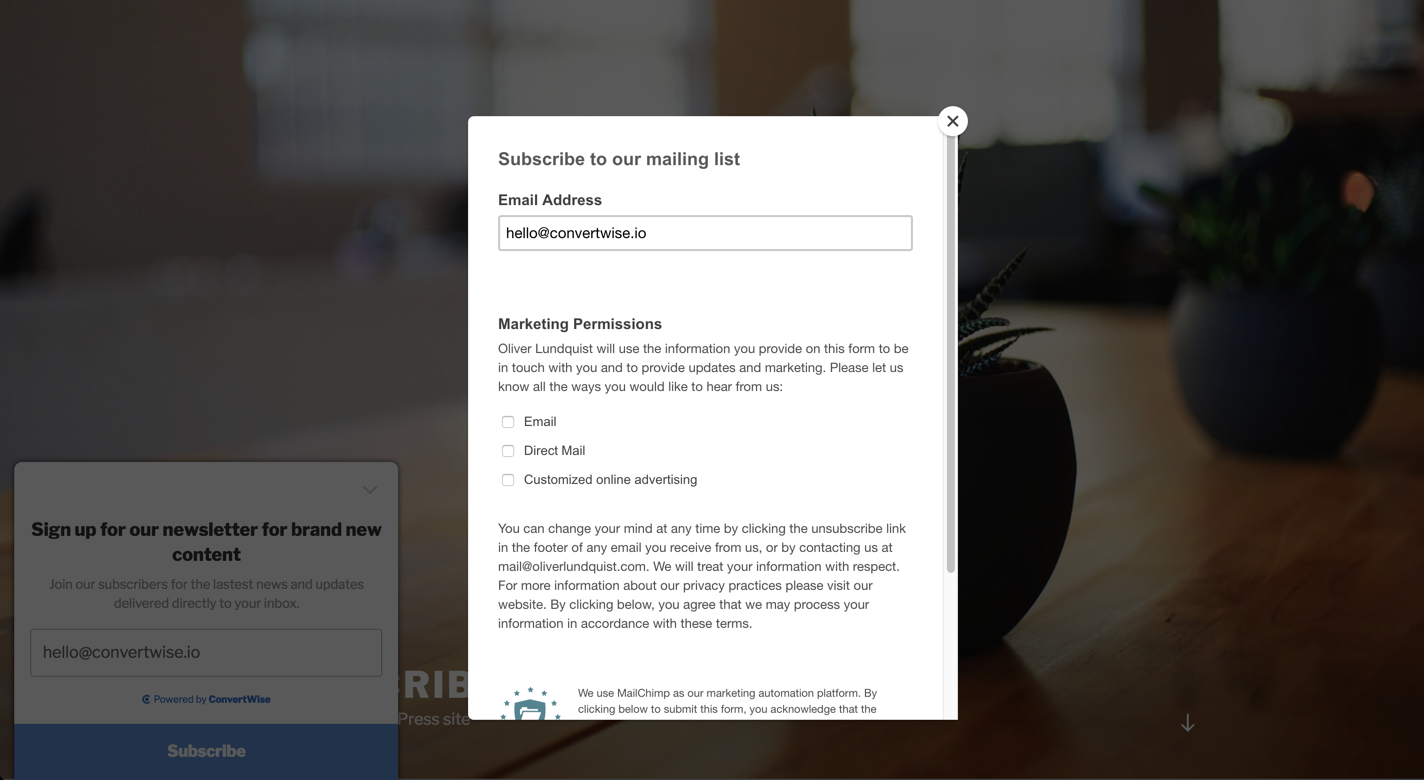 Subscribe to our mailing list
Email Address
hello@convertwise.io
Marketing Permissions
Oliver Lundquist will use the information you provide on this form to be
in touch with you and to provide updates and marketing. Please let us
know all the ways you would like to hear from us:
Email
Direct Mail
Customized online advertising
You can change your mind at any time by clicking the unsubscribe link
in the footer of any email you receive from us, or by contacting us at
mail@oliverlundquist.com. We will treat your information with respect.
For more information about our privacy practices please visit our
website. By clicking below, you agree that we may process your
information in accordance with these terms.
We use MailChimp as our marketing automation platform. By
clicking below to submit this form, you acknowledge that the
Sign up for our newsletter for brand new
content
Join our subscribers for the lastest news and updates
delivered directly to your inbox.
hello@convertwise.io
Powered by ConvertWise
Subscribe
CRIB
Press site